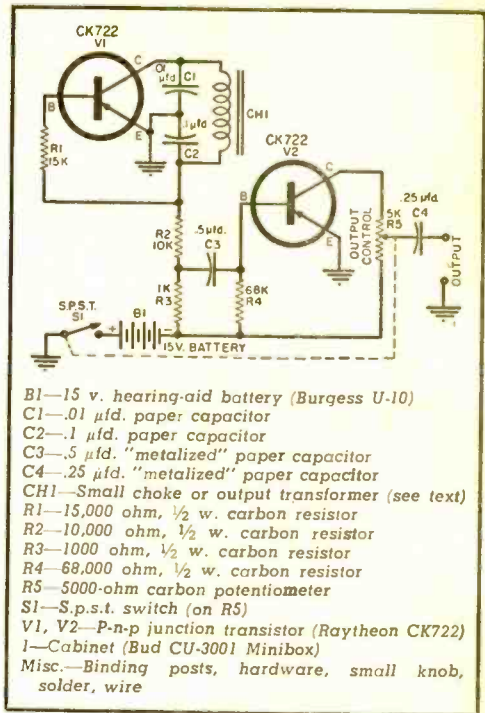 CK722
V1
C
.01
µfd
C1
B
E
.1µfd
C2
CH1
R1
15K
CK722
V2
C
B
E
R2
10K
.5µfd.
C3
1K
R3
68K
R4
5K
R5
OUTPUT
CONTROL
.25µfd.
C4
OUTPUT
S.P.S.T.
S1
+
B1
-
15V. BATTERY
B1—15 v. hearing-aid battery (Burgess U-10)
C1—.01 µfd. paper capacitor
C2—.1 µfd. paper capacitor
C3—.5 µfd. "metalized" paper capacitor
C4—.25 µfd. "metalized" paper capacitor
CH1—Small choke or output transformer (see text)
R1—15,000 ohm, ½ w. carbon resistor
R2—10,000 ohm, ½ w. carbon resistor
R3—1000 ohm, ½ w. carbon resistor
R4—68,000 ohm, ½ w. carbon resistor
R5—5000-ohm carbon potentiometer
S1—S.p.s.t. switch (on R5)
V1, V2—P-n-p junction transistor (Raytheon CK722)
1—Cabinet (Bud CU-3001 Minibox)
Misc.—Binding posts, hardware, small knob,
solder, wire